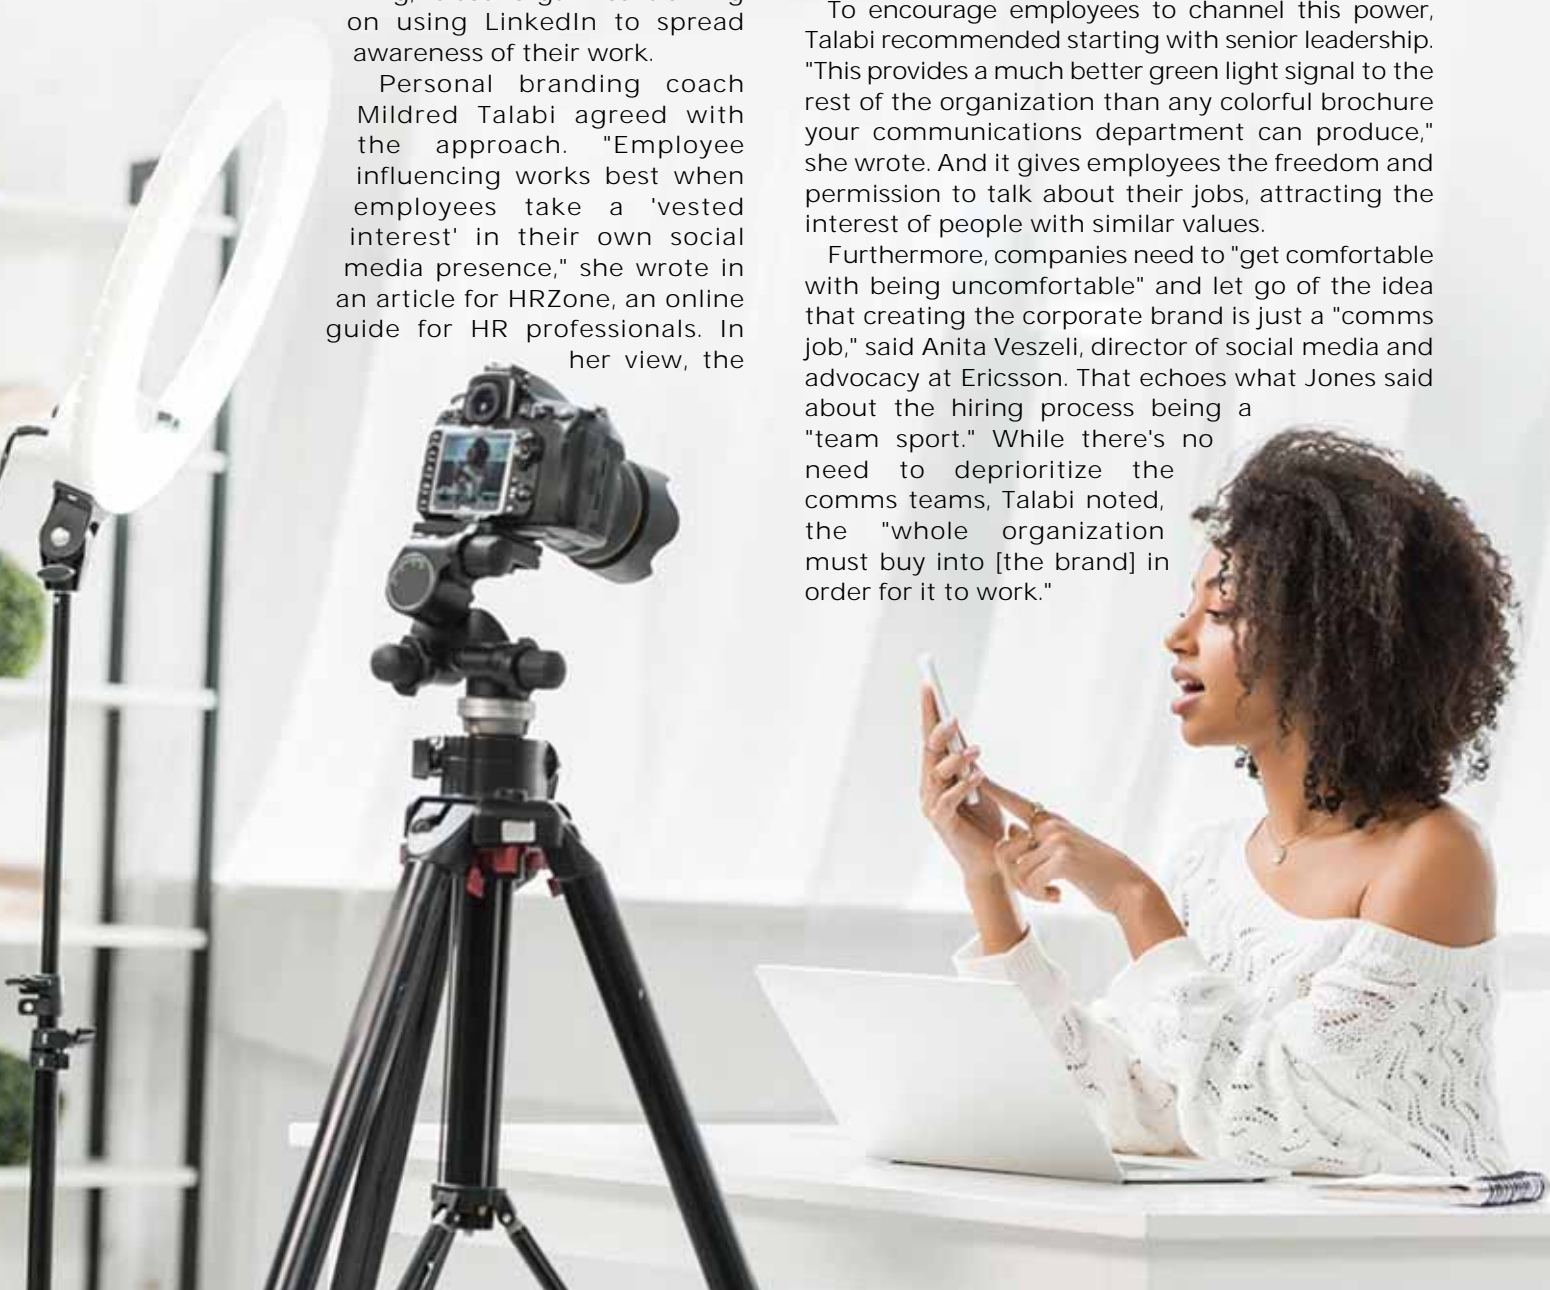 on using LinkedIn to spread
awareness of their work.
Personal branding coach
Mildred Talabi agreed with
the approach. "Employee
influencing works best when
employees take a 'vested
interest' in their own social
media presence," she wrote in
an article for HRZone, an online
guide for HR professionals. In
her view, the
To encourage employees to channel this power,
Talabi recommended starting with senior leadership.
"This provides a much better green light signal to the
rest of the organization than any colorful brochure
your communications department can produce,"
she wrote. And it gives employees the freedom and
permission to talk about their jobs, attracting the
interest of people with similar values.
Furthermore, companies need to "get comfortable
with being uncomfortable" and let go of the idea
that creating the corporate brand is just a "comms
job," said Anita Veszeli, director of social media and
advocacy at Ericsson. That echoes what Jones said
about the hiring process being a
"team sport." While there's no
need to deprioritize the
comms teams, Talabi noted,
the "whole organization
must buy into [the brand] in
order for it to work."